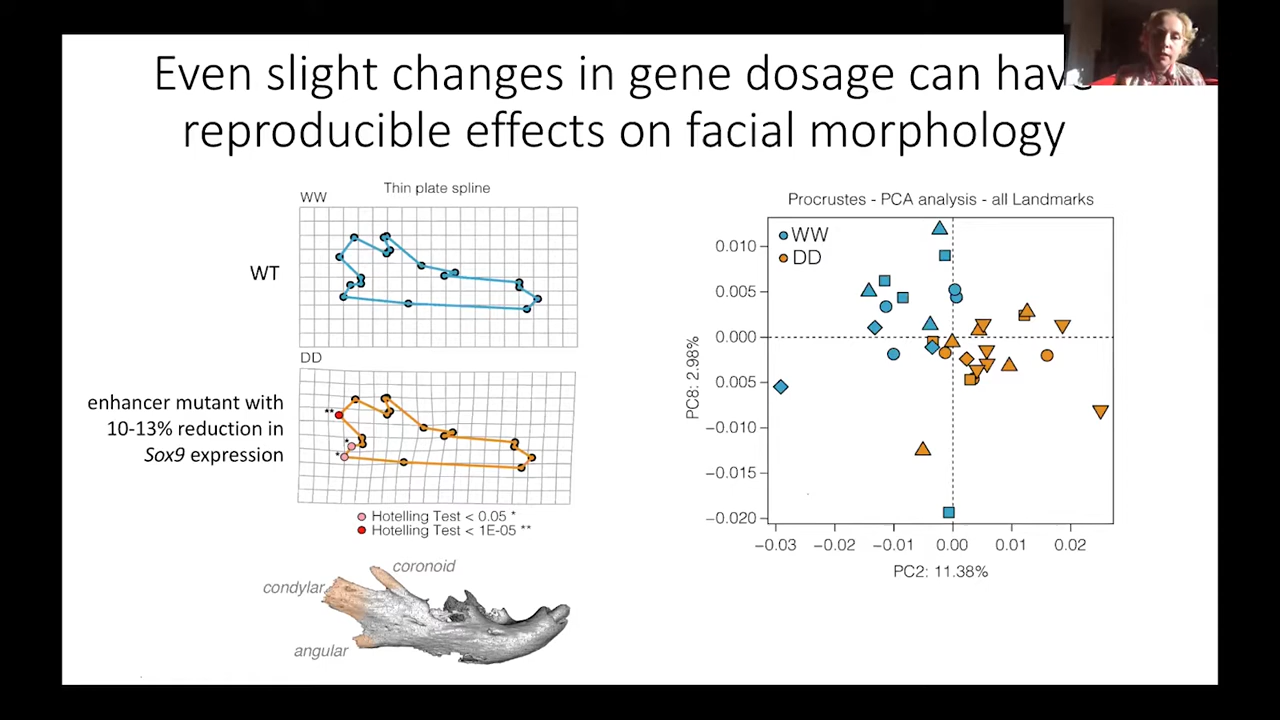 Even slight changes in gene dosage can have
reproducible effects on facial morphology
Thin plate spline
WW
WT
DD
enhancer mutant with
10-13% reduction in
Sox9 expression
**
*
*
Hotelling Test < 0.05 *
Hotelling Test < 1E-05 **
coronoid
condylar
angular
Procrustes - PCA analysis - all Landmarks
WW
DD
0.010
0.005
0.000
0.005
−0.010
−0.015
−0.020
PC8: 2.98%
−0.03
−0.02
−0.01
0.00
0.01
0.02
PC2: 11.38%